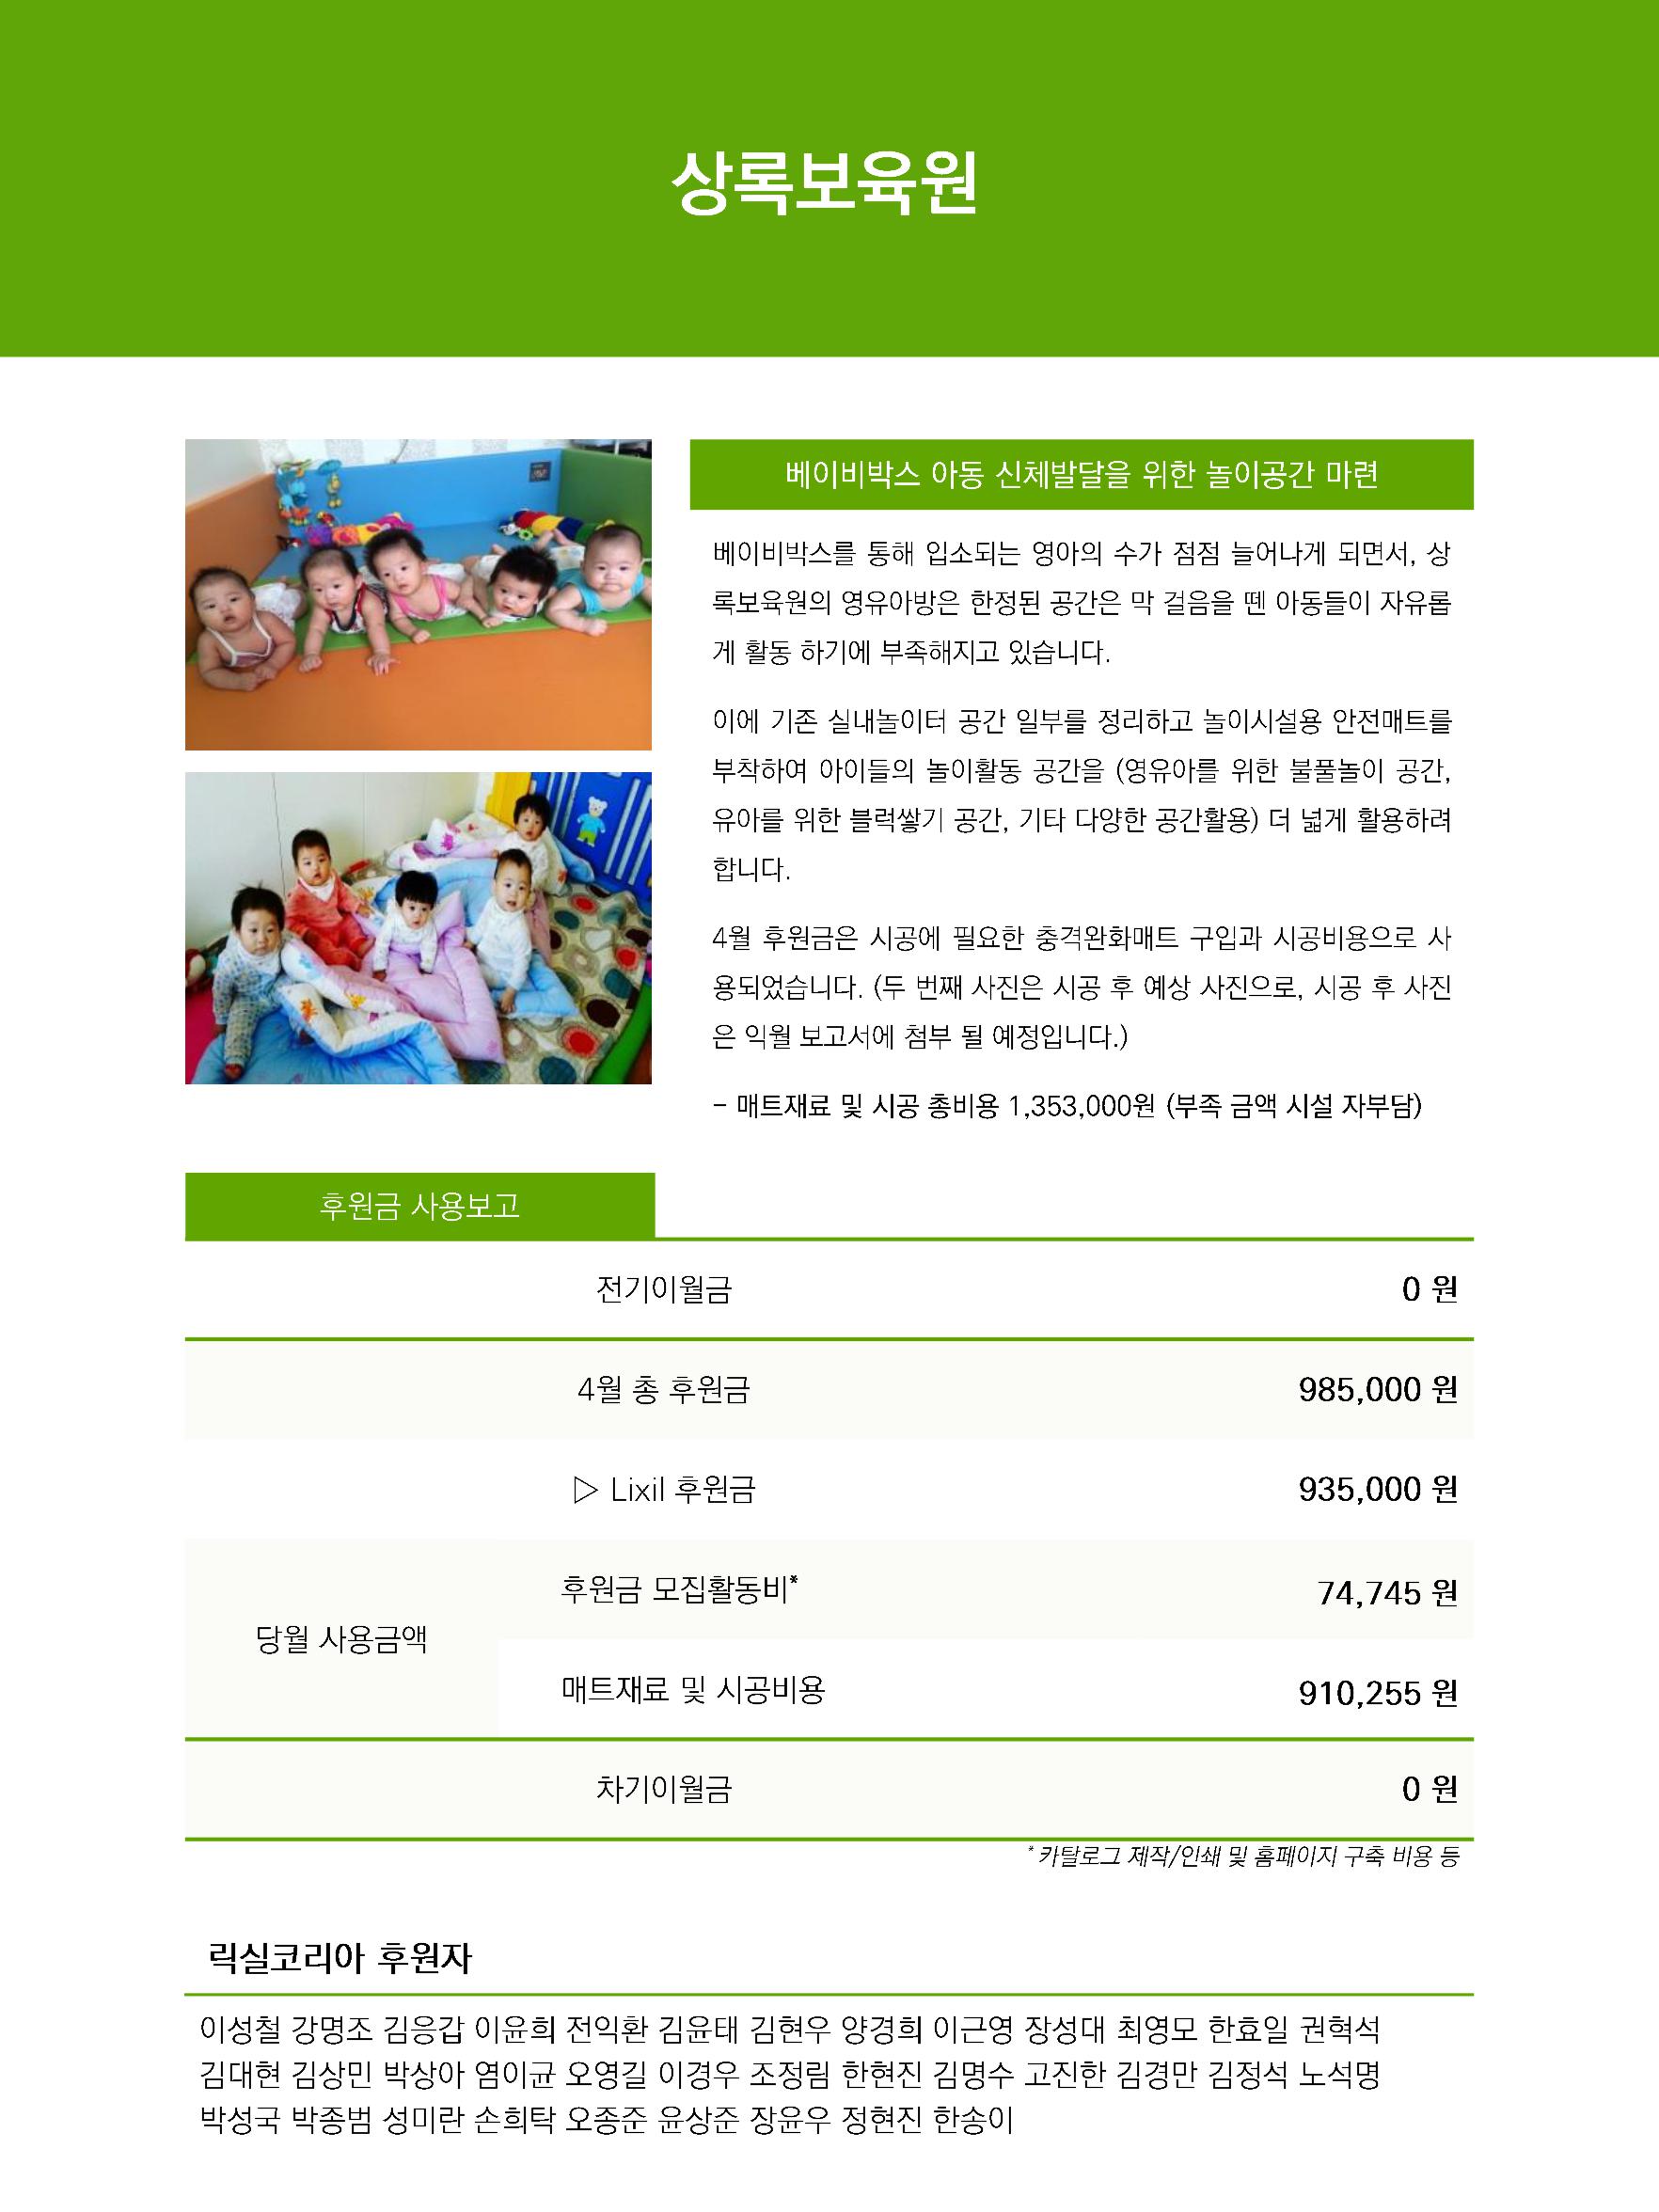 상록보육원
베이비박스 아동 신체발달을 위한 놀이공간 마련
베이비박스를 통해 입소되는 영아의 수가 점점 늘어나게 되면서, 상
록보육원의 영유아방은 한정된 공간은 막 걸음을 뗀 아동들이 자유롭
게 활동 하기에 부족해지고 있습니다.
이에 기존 실내놀이터 공간 일부를 정리하고 놀이시설용 안전매트를
부착하여 아이들의 놀이활동 공간을 (영유아를 위한 볼풀놀이 공간,
유아를 위한 블럭쌓기 공간, 기타 다양한 공간활용) 더 넓게 활용하려
합니다.
4월 후원금은 시공에 필요한 충격완화매트 구입과 시공비용으로 사
용되었습니다. (두 번째 사진은 시공 후 예상 사진으로, 시공 후 사진
은 익월 보고서에 첨부 될 예정입니다.)
- 매트재료 및 시공 총비용 1,353,000원 (부족 금액 시설 자부담)
후원금 사용보고
전기이월금 0 원
4월 총 후원금 985,000 원
▷ Lixil 후원금 935,000 원
당월 사용금액
후원금 모집활동비* 74,745 원
매트재료 및 시공비용 910,255 원
차기이월금 0 원
* 카탈로그 제작/인쇄 및 홈페이지 구축 비용 등
릭실코리아 후원자
이성철 강명조 김응갑 이윤희 전익환 김윤태 김현우 양경희 이근영 장성대 최영모 한효일 권혁석
김대현 김상민 박상아 염이균 오영길 이경우 조정림 한현진 김명수 고진한 김경만 김정석 노석명
박성국 박종범 성미란 손희탁 오종준 윤상준 장윤우 정현진 한송이